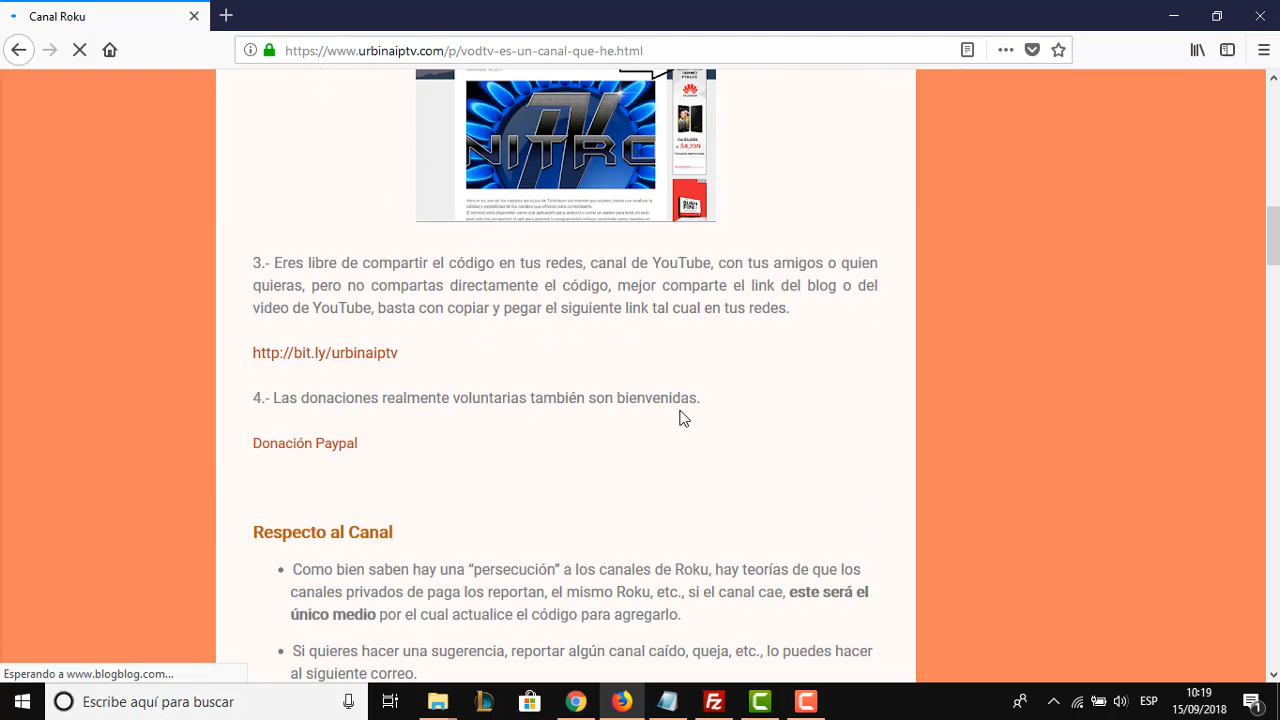 Canal Roku
https://www.urbinaiptv.com/p/vodtv-es-un-canal-que-he.html
NITRO
HUAWEI
3.- Eres libre de compartir el código en tus redes, canal de YouTube, con tus amigos o quien
quieras, pero no compartas directamente el código, mejor comparte el link del blog o del
video de YouTube, basta con copiar y pegar el siguiente link tal cual en tus redes.
http://bit.ly/urbinaiptv
4.- Las donaciones realmente voluntarias también son bienvenidas.
Donación Paypal
Respecto al Canal
• Como bien saben hay una “persecución” a los canales de Roku, hay teorías de que los
canales privados de paga los reportan, el mismo Roku, etc., si el canal cae, este será el
único medio por el cual actualice el código para agregarlo.
• Si quieres hacer una sugerencia, reportar algún canal caído, queja, etc., lo puedes hacer
al siguiente correo.
Esperando a www.blogblog.com...
Escribe aquí para buscar
ESP
10:19
15/09/2018